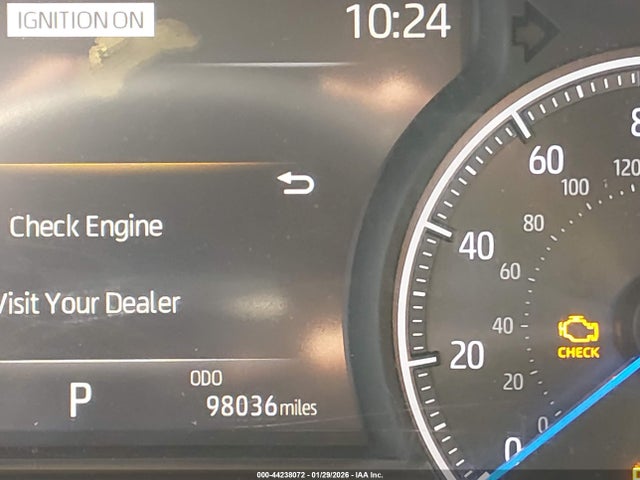 IGNITION ON
10:24
Check Engine
Visit Your Dealer
P
ODO
98036 miles
0
20
40
60
8
0
20
40
60
80
100
120
CHECK
000-44238072 - 01/29/2026 - IAA Inc.